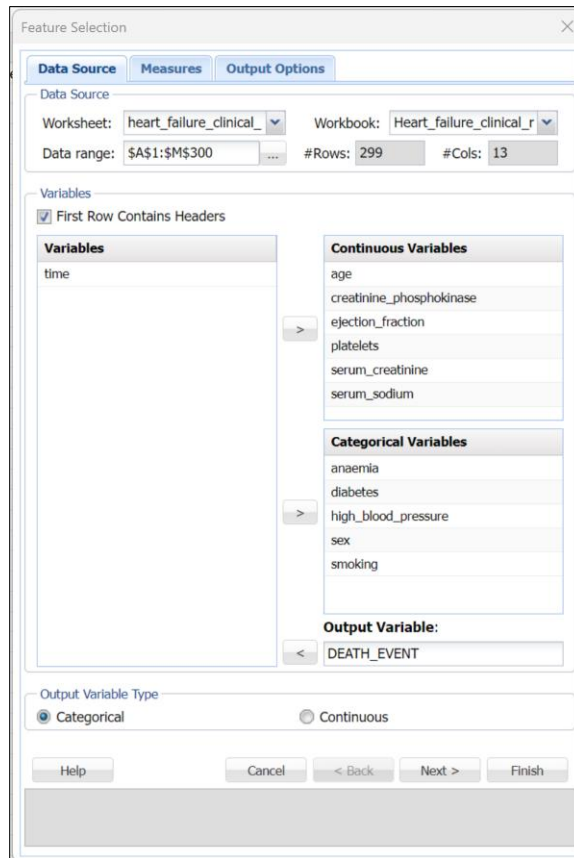 Feature Selection
Data Source Measures Output Options
Data Source
Worksheet: heart_failure_clinical_ Workbook: Heart_failure_clinical_r
Data range: $A$1:$M$300 ... #Rows: 299 #Cols: 13
Variables
First Row Contains Headers
Variables
time
>
Continuous Variables
age
creatinine_phosphokinase
ejection_fraction
platelets
serum_creatinine
serum_sodium
>
Categorical Variables
anaemia
diabetes
high_blood_pressure
sex
smoking
Output Variable:
< DEATH_EVENT
Output Variable Type
Categorical Continuous
Help Cancel < Back Next > Finish